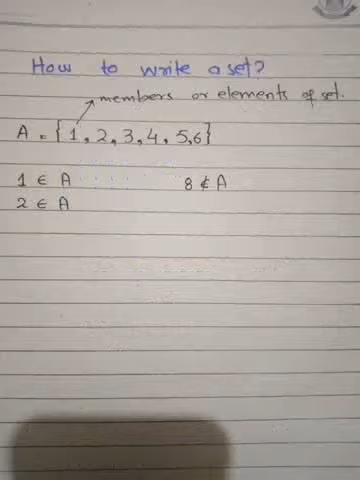 How to write a set?
members or elements of set.
A = {1, 2, 3, 4, 5, 6}
1 ∈ A 8 ∉ A
2 ∈ A